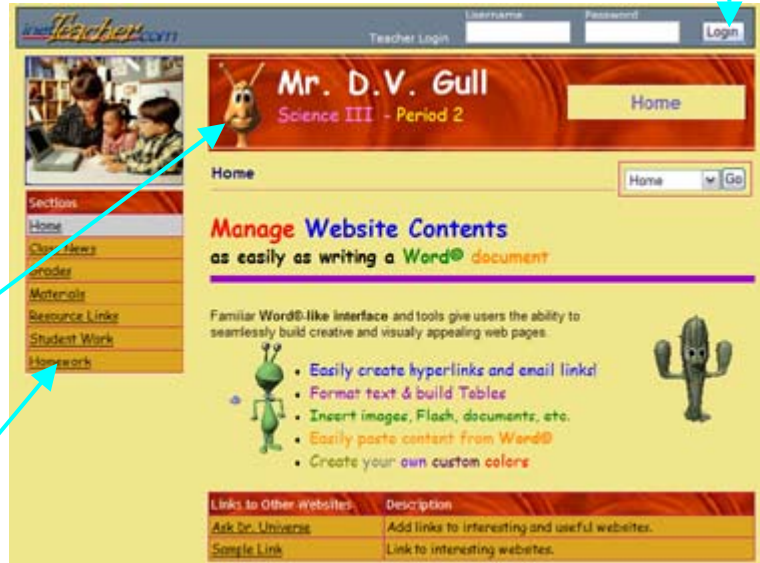 inetTeacher.com
Username
Password
Teacher Login
Login
Mr. D.V. Gull
Science III - Period 2
Home
Home
Home
Go
Sections
Home
Class News
Grades
Materials
Resource Links
Student Work
Homework
Manage Website Contents
as easily as writing a Word® document
Familiar Word®-like interface and tools give users the ability to
seamlessly build creative and visually appealing web pages.
• Easily create hyperlinks and email links!
• Format text & build Tables
• Insert images, Flash, documents, etc.
• Easily paste content from Word®
• Create your own custom colors
Links to Other Websites Description
Ask Dr. Universe Add links to interesting and useful websites.
Sample Link Link to interesting websites.